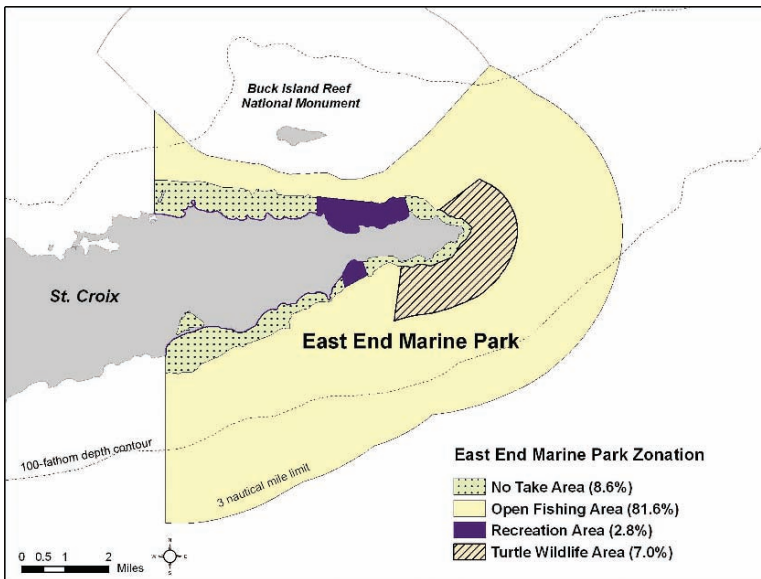 Buck Island Reef
National Monument
St. Croix
East End Marine Park
100-fathom depth contour
3 nautical mile limit
East End Marine Park Zonation
No Take Area (8.6%)
Open Fishing Area (81.6%)
Recreation Area (2.8%)
Turtle Wildlife Area (7.0%)
0 0.5 1 2
Miles
N
W E
S